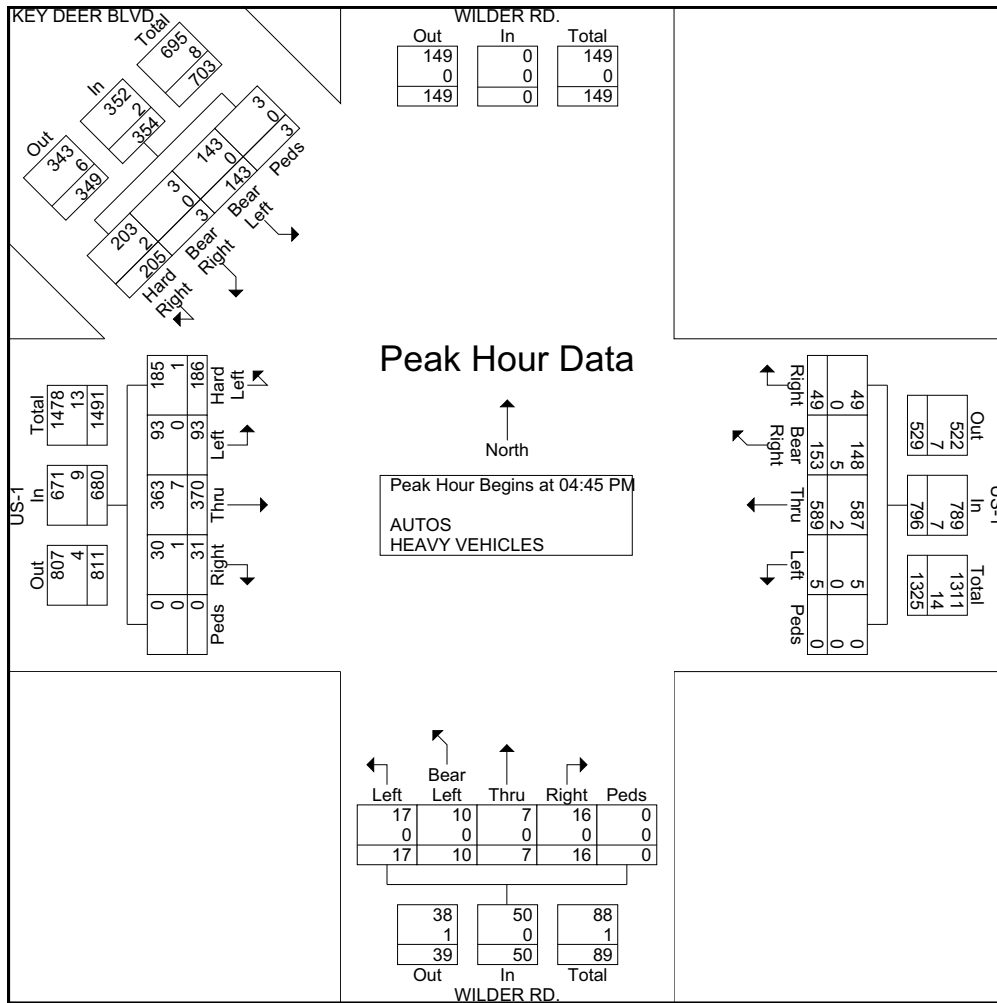 KEY DEER BLVD.
Total
695
8
703
In
352
2
354
Out
343
6
349
203
2
205
3
0
3
143
0
143
3
0
3
Hard
Right
Bear
Right
Bear
Left
Peds
WILDER RD.
Out In Total
149 0 149
0 0 0
149 0 149
Peak Hour Data
North
Peak Hour Begins at 04:45 PM
AUTOS
HEAVY VEHICLES
US-1
Total
1478
13
1491
In
671
9
680
Out
807
4
811
185
1
186
Hard
Left
93
0
93
Left
363
7
370
Thru
30
1
31
Right
0
0
0
Peds
Right
49
0
49
Bear
Right
148
5
153
Thru
587
2
589
Left
5
0
5
Peds
0
0
0
Out
522
7
529
In
789
7
796
Total
1311
14
1325
US-1
Bear
Left Left Thru Right Peds
17 10 7 16 0
0 0 0 0 0
17 10 7 16 0
38 50 88
1 0 1
39 50 89
Out In Total
WILDER RD.